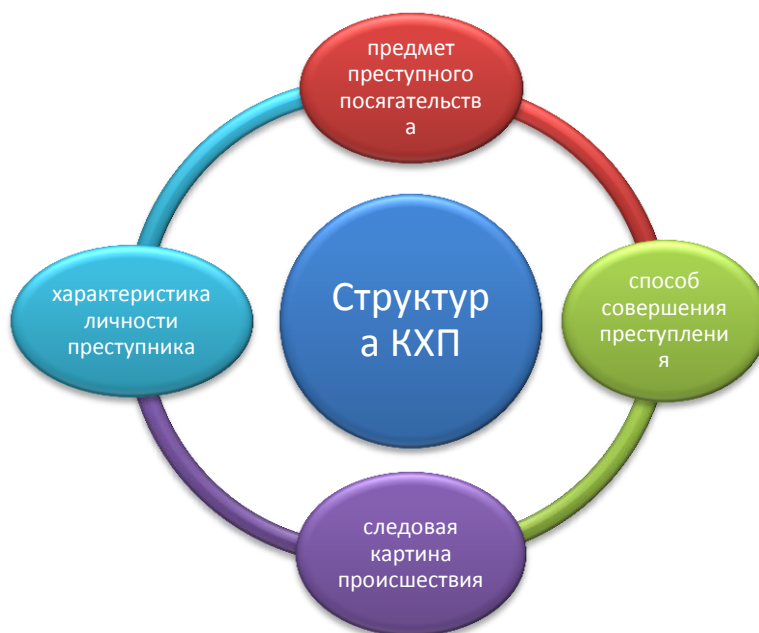 предмет
преступного
посягательств
а
характеристика
личности
преступника
Структур
а КХП
способ
совершения
преступлени
я
следовая
картина
происшествия